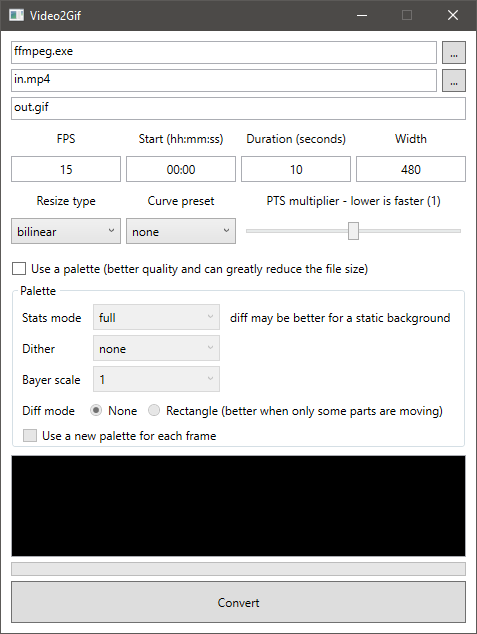 Video2Gif
ffmpeg.exe ...
in.mp4 ...
out.gif
FPS Start (hh:mm:ss) Duration (seconds) Width
15 00:00 10 480
Resize type Curve preset PTS multiplier - lower is faster (1)
bilinear none
Use a palette (better quality and can greatly reduce the file size)
Palette
Stats mode full diff may be better for a static background
Dither none
Bayer scale 1
Diff mode None Rectangle (better when only some parts are moving)
Use a new palette for each frame
Convert